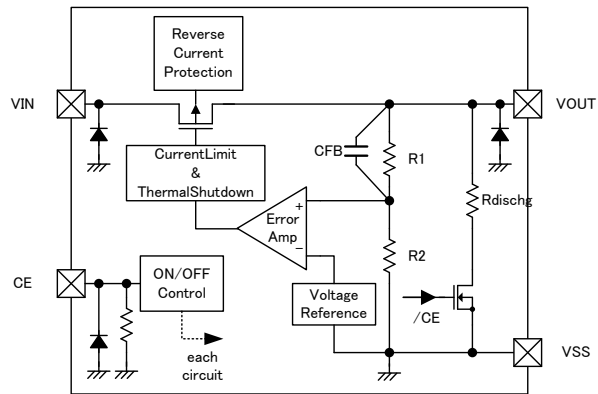 Reverse
Current
Protection
VIN
VOUT
CurrentLimit
&
ThermalShutdown
CFB
R1
Rdischg
+
Error
Amp
−
R2
CE
ON/OFF
Control
Voltage
Reference
/CE
each
circuit
VSS